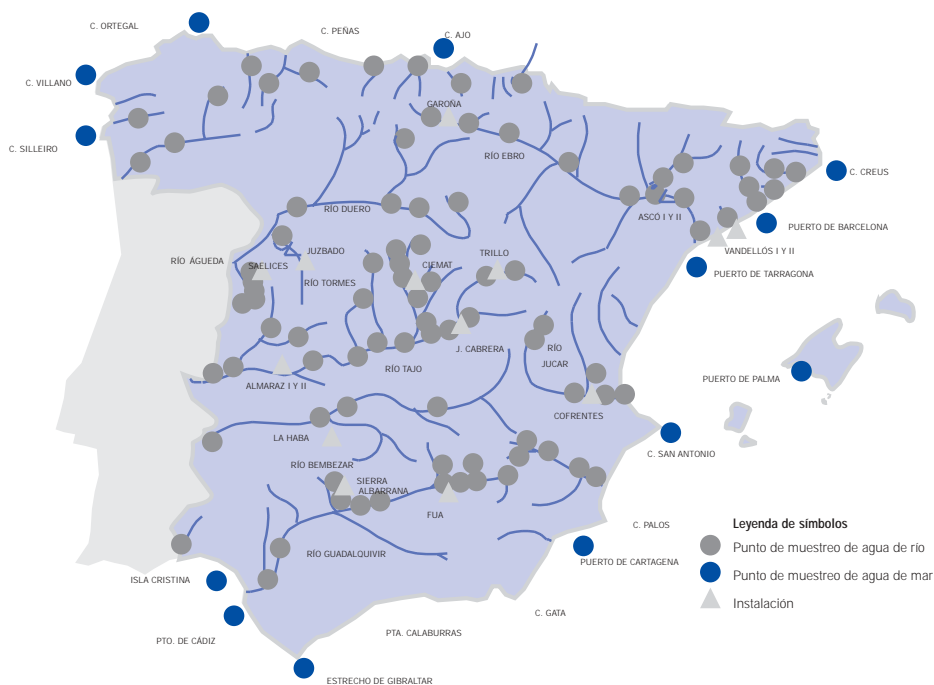 C. ORTEGAL
C. PEÑAS
C. AJO
C. VILLANO
GAROÑA
C. SILLEIRO
RÍO EBRO
C. CREUS
RÍO DUERO
ASCÓ I Y II
PUERTO DE BARCELONA
JUZBADO
TRILLO
VANDELLÓS I Y II
RÍO ÁGUEDA
SAELICES
CIEMAT
PUERTO DE TARRAGONA
RÍO TORMES
J. CABRERA
RÍO
JUCAR
RÍO TAJO
PUERTO DE PALMA
ALMARAZ I Y II
COFRENTES
LA HABA
C. SAN ANTONIO
RÍO BEMBEZAR
SIERRA
ALBARRANA
FUA
C. PALOS
Leyenda de símbolos
Punto de muestreo de agua de río
RÍO GUADALQUIVIR
PUERTO DE CARTAGENA
Punto de muestreo de agua de mar
ISLA CRISTINA
Instalación
C. GATA
PTO. DE CÁDIZ
PTA. CALABURRAS
ESTRECHO DE GIBRALTAR